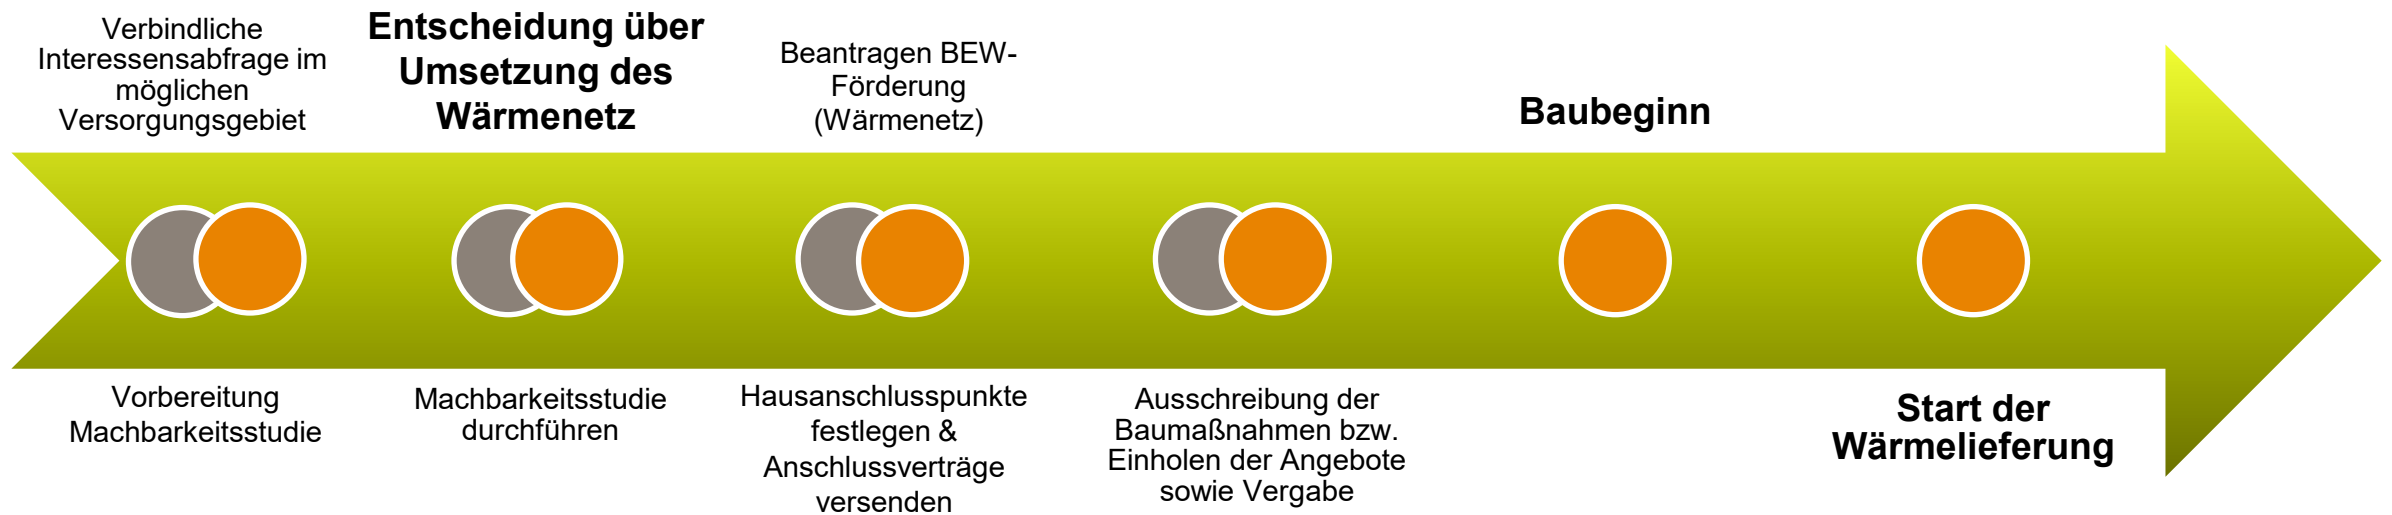 Verbindliche
Interessensabfrage im
möglichen
Versorgungsgebiet
Entscheidung über
Umsetzung des
Wärmenetz
Beantragen BEW-
Förderung
(Wärmenetz)
Baubeginn
Vorbereitung
Machbarkeitsstudie
Machbarkeitsstudie
durchführen
Hausanschlusspunkte
festlegen &
Anschlussverträge
versenden
Ausschreibung der
Baumaßnahmen bzw.
Einholen der Angebote
sowie Vergabe
Start der
Wärmelieferung